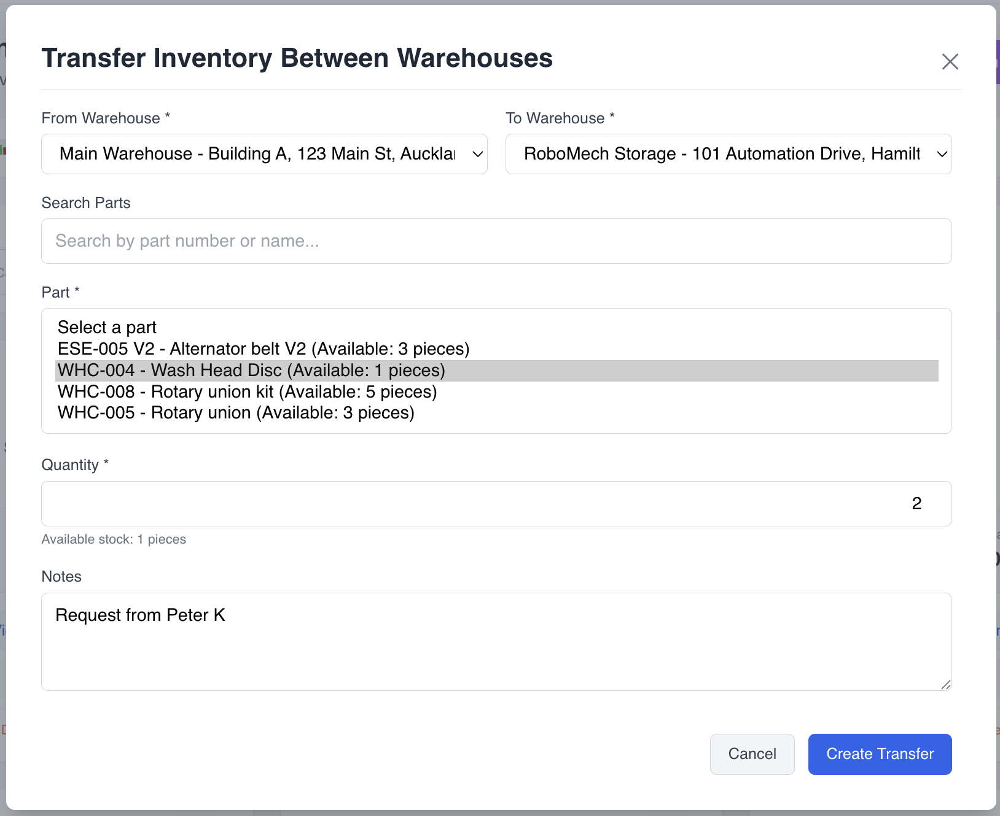 Transfer Inventory Between Warehouses
From Warehouse *
To Warehouse *
Main Warehouse - Building A, 123 Main St, Aucklan
RoboMech Storage - 101 Automation Drive, Hamilt
Search Parts
Search by part number or name...
Part *
Select a part
ESE-005 V2 - Alternator belt V2 (Available: 3 pieces)
WHC-004 - Wash Head Disc (Available: 1 pieces)
WHC-008 - Rotary union kit (Available: 5 pieces)
WHC-005 - Rotary union (Available: 3 pieces)
Quantity *
2
Available stock: 1 pieces
Notes
Request from Peter K
Cancel
Create Transfer